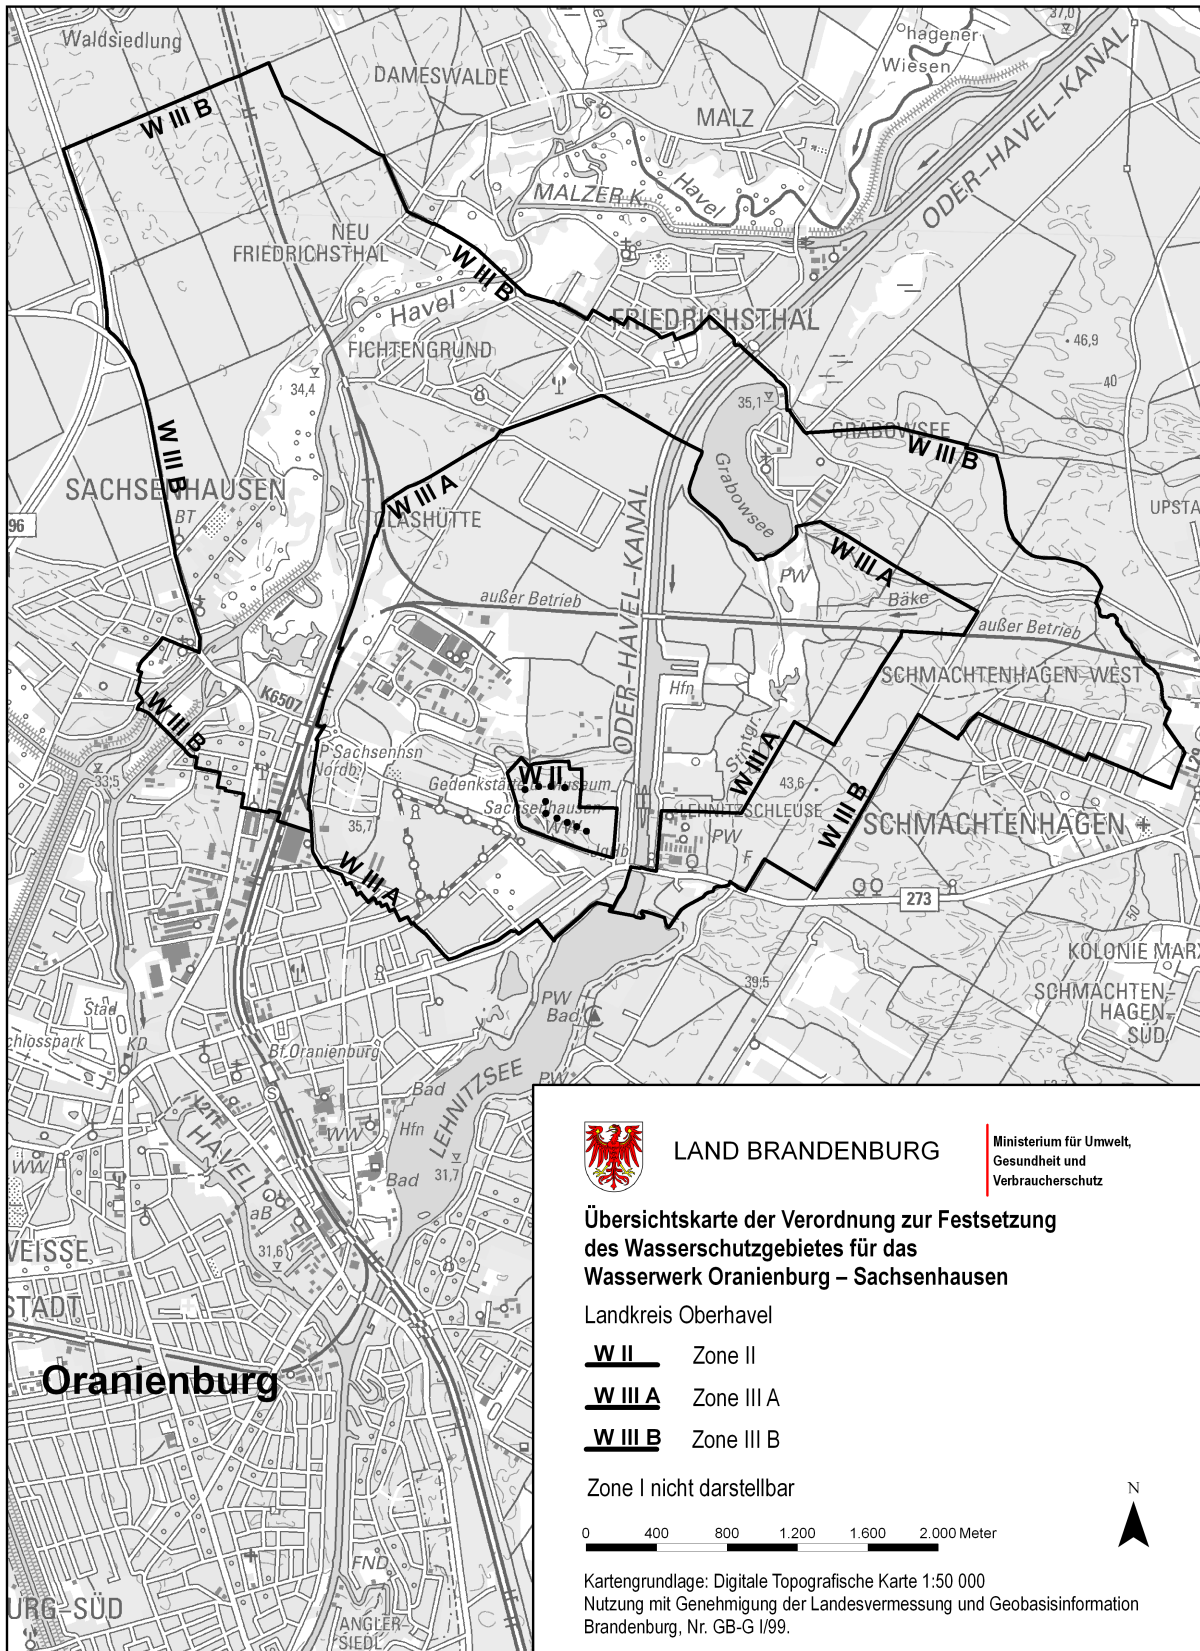 Waldsiedlung
DAMESWALDE
MALZ
hagener
Wiesen
37,0
W III B
ODER-HAVEL-KANAL
MALZER K.
Havel
NEU
FRIEDRICHSTHAL
W III B
Havel
FRIEDRICHSTHAL
FICHTENGRUND
46,9
34,4
35,1
40
W III B
GRABOWSEE
W III B
SACHSENHAUSEN
W III A
Grabowsee
BT
GLASHÜTTE
UPSTA
96
ODER-HAVEL-KANAL
W III A
PW
außer Betrieb
Bäke
außer Betrieb
SCHMACHTENHAGEN-WEST
K6507
Hfn
W III B
Stintgr.
P Sachsenhsn
(Nordb.)
W II
W III A
33,5
Gedenkstätte u. Museum
43,6
Sachsenhausen
WW
LEHNITZSCHLEUSE
W III B
35,7
PW
SCHMACHTENHAGEN
JgHb
F
W III A
273
50
KOLONIE MARX
39,5
SCHMACHTEN-
HAGEN-
SÜD
PW
Bad
Stad
chlosspark
KD
Bf.Oranienburg
LEHNITZSEE
PW
Bad
L211
HAVEL
Hfn
WW
WW
31,7
Bad
aB
WEISSE
31,6
STADT
Oranienburg
FND
URG-SÜD
ANGLER-
SIEDL.
LAND BRANDENBURG
Ministerium für Umwelt,
Gesundheit und
Verbraucherschutz
Übersichtskarte der Verordnung zur Festsetzung
des Wasserschutzgebietes für das
Wasserwerk Oranienburg – Sachsenhausen
Landkreis Oberhavel
W II Zone II
W III A Zone III A
W III B Zone III B
Zone I nicht darstellbar
N
0 400 800 1.200 1.600 2.000 Meter
Kartengrundlage: Digitale Topografische Karte 1:50 000
Nutzung mit Genehmigung der Landesvermessung und Geobasisinformation
Brandenburg, Nr. GB-G I/99.